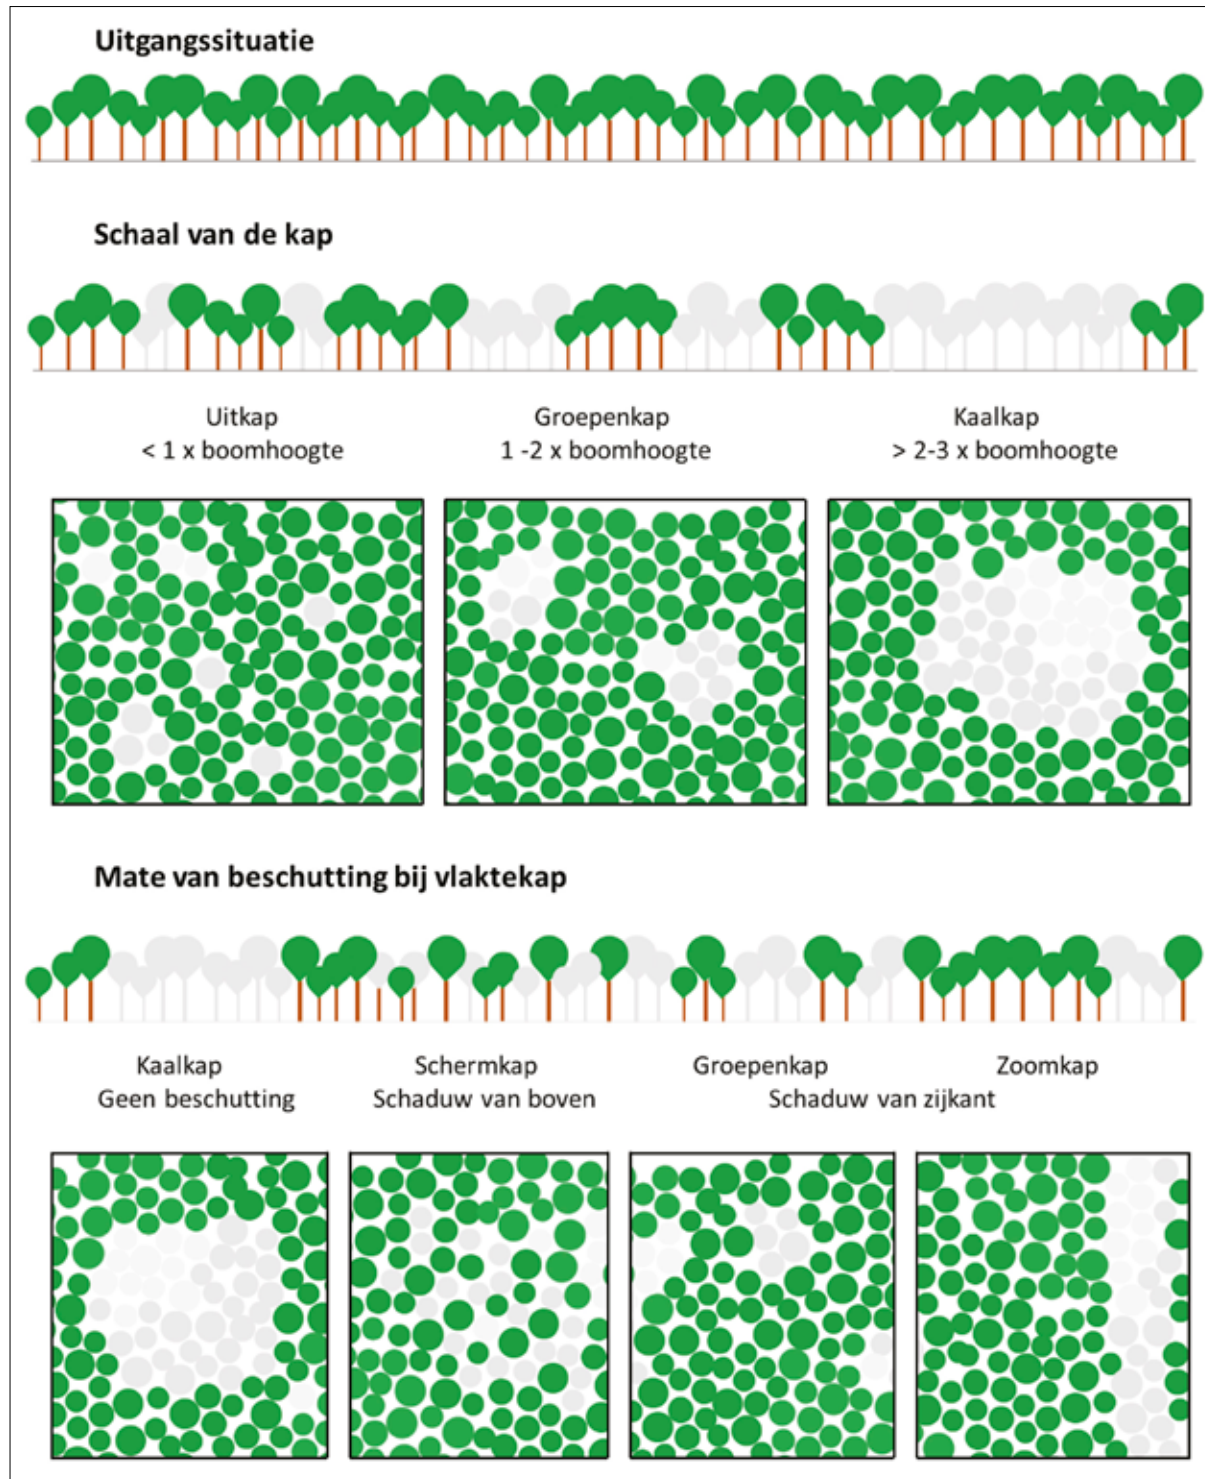 Uitgangssituatie
Schaal van de kap
Uitkap
< 1 x boomhoogte
Groepenkap
1 -2 x boomhoogte
Kaalkap
> 2-3 x boomhoogte
Mate van beschutting bij vlaktekap
Kaalkap
Geen beschutting
Schermkap
Schaduw van boven
Groepenkap
Zoomkap
Schaduw van zijkant